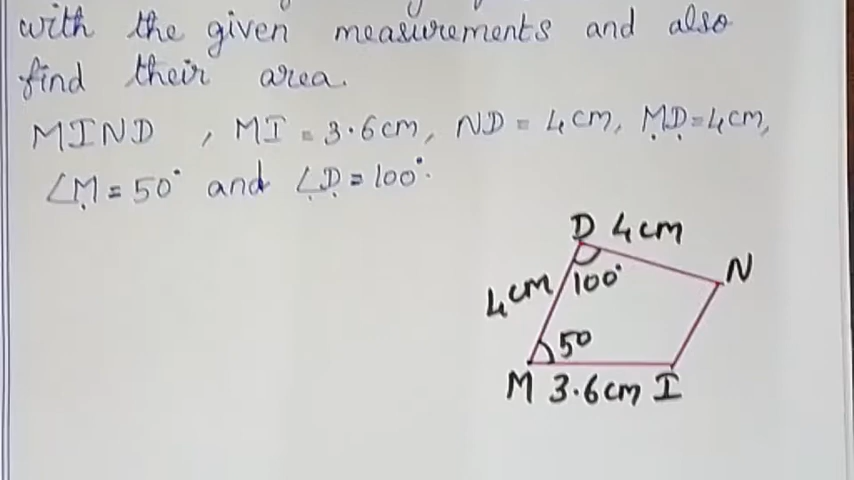 with the given measurements and also
find their area.
MIND , MI = 3.6cm, ND = 4cm, MD=4cm,
∠M = 50° and ∠D = 100°.
D 4cm
4cm 100° N
50
M 3.6cm I